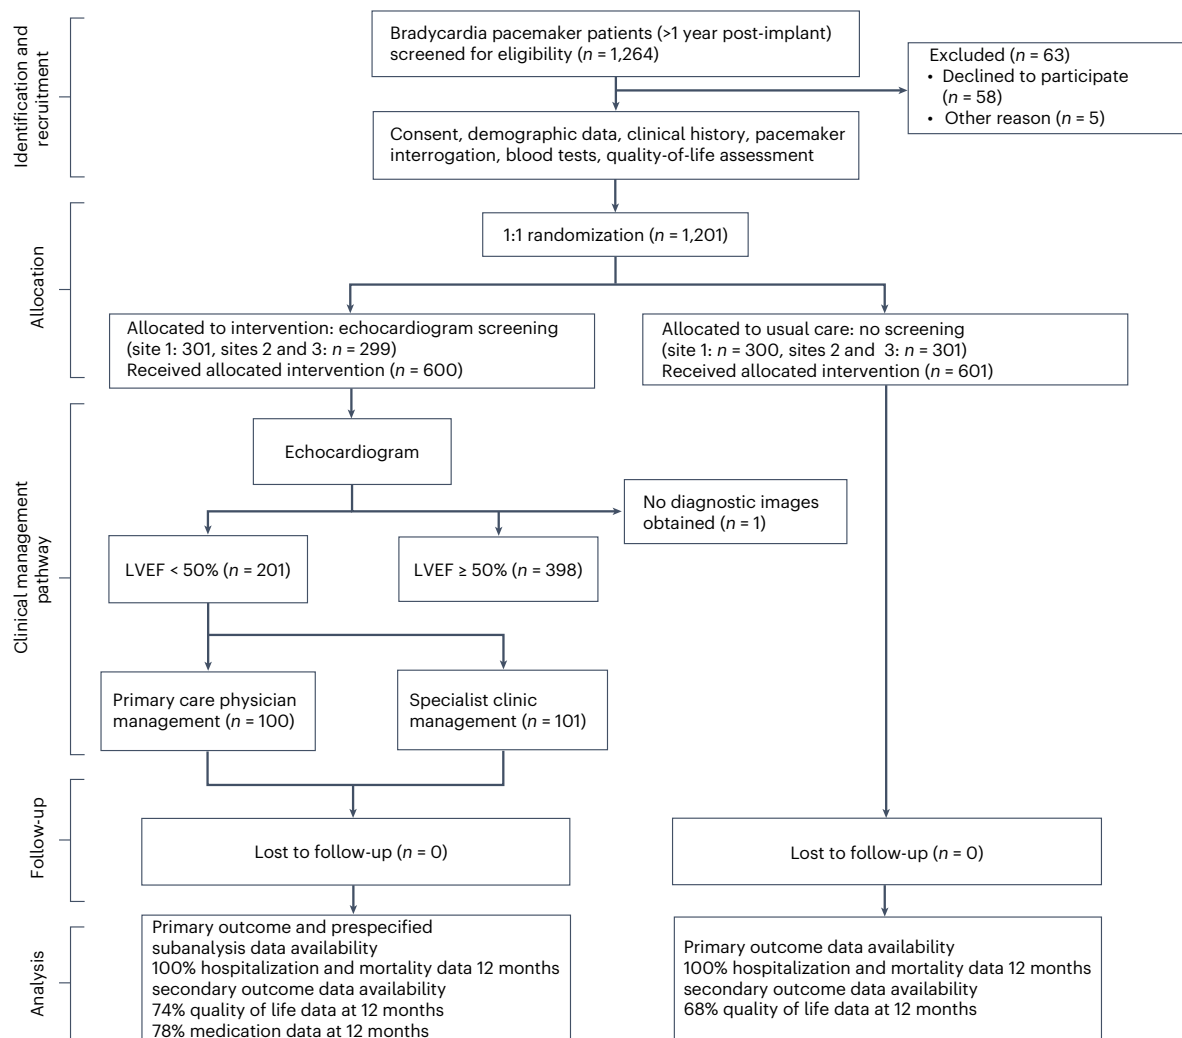 Identification and
recruitment
Bradycardia pacemaker patients (>1 year post-implant)
screened for eligibility (n = 1,264)
Excluded (n = 63)
• Declined to participate
(n = 58)
• Other reason (n = 5)
Consent, demographic data, clinical history, pacemaker
interrogation, blood tests, quality-of-life assessment
Allocation
1:1 randomization (n = 1,201)
Allocated to intervention: echocardiogram screening
(site 1: 301, sites 2 and 3: n = 299)
Received allocated intervention (n = 600)
Allocated to usual care: no screening
(site 1: n = 300, sites 2 and 3: n = 301)
Received allocated intervention (n = 601)
Clinical management
pathway
Echocardiogram
No diagnostic images
obtained (n = 1)
LVEF < 50% (n = 201)
LVEF ≥ 50% (n = 398)
Primary care physician
management (n = 100)
Specialist clinic
management (n = 101)
Follow-up
Lost to follow-up (n = 0)
Lost to follow-up (n = 0)
Analysis
Primary outcome and prespecified
subanalysis data availability
100% hospitalization and mortality data 12 months
secondary outcome data availability
74% quality of life data at 12 months
78% medication data at 12 months
Primary outcome data availability
100% hospitalization and mortality data 12 months
secondary outcome data availability
68% quality of life data at 12 months